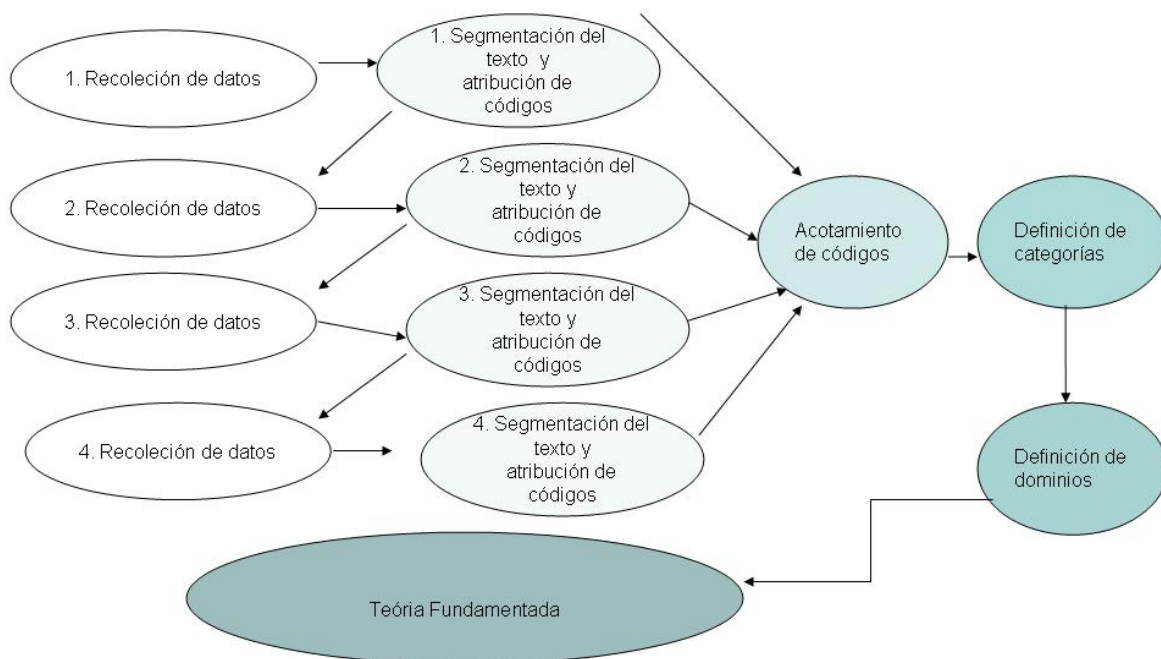 1. Recoleción de datos
1. Segmentación del
texto y
atribución de
códigos
2. Recoleción de datos
2. Segmentación del
texto y
atribución de
códigos
3. Recoleción de datos
3. Segmentación del
texto y
atribución de
códigos
4. Recoleción de datos
4. Segmentación del
texto y
atribución de
códigos
Acotamiento
de códigos
Definición de
categorías
Definición de
dominios
Teória Fundamentada